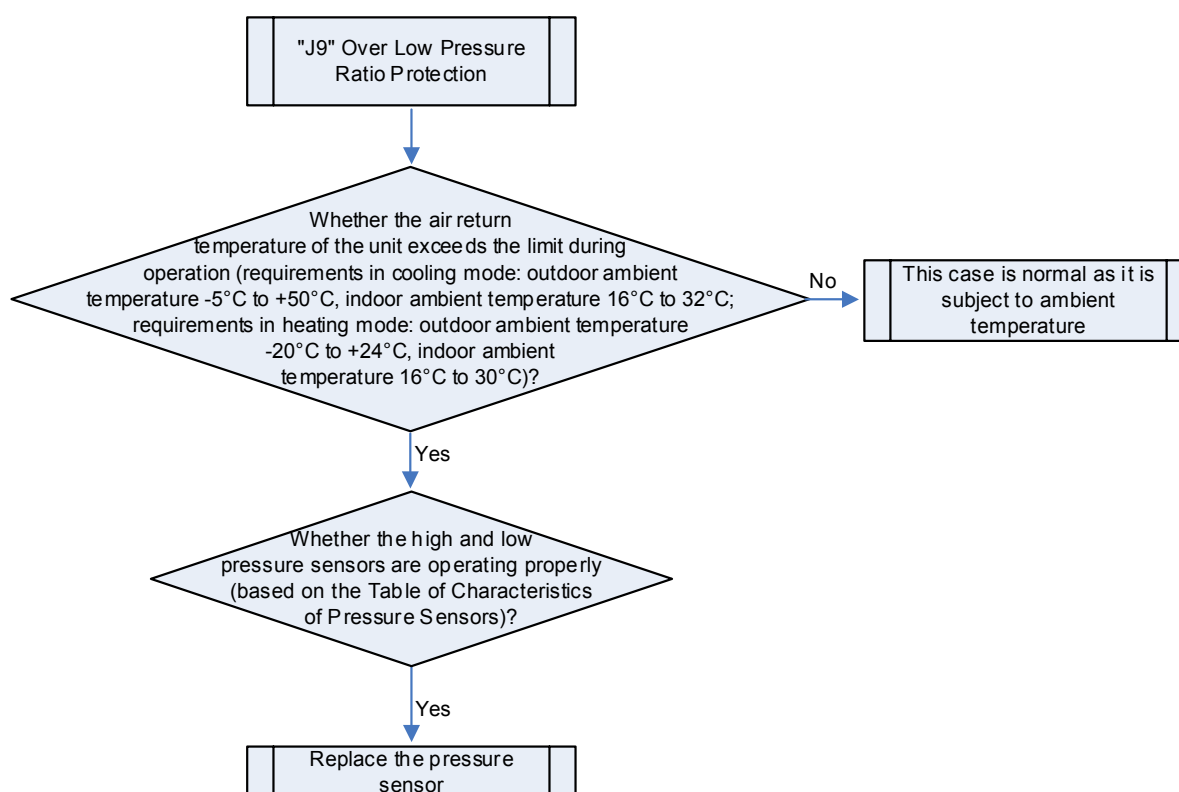 "J9" Over Low Pressure
Ratio Protection
Whether the air return
temperature of the unit exceeds the limit during
operation (requirements in cooling mode: outdoor ambient
temperature -5°C to +50°C, indoor ambient temperature 16°C to 32°C;
requirements in heating mode: outdoor ambient temperature
-20°C to +24°C, indoor ambient
temperature 16°C to 30°C)?
No
This case is normal as it is
subject to ambient
temperature
Yes
Whether the high and low
pressure sensors are operating properly
(based on the Table of Characteristics
of Pressure Sensors)?
Yes
Replace the pressure
sensor